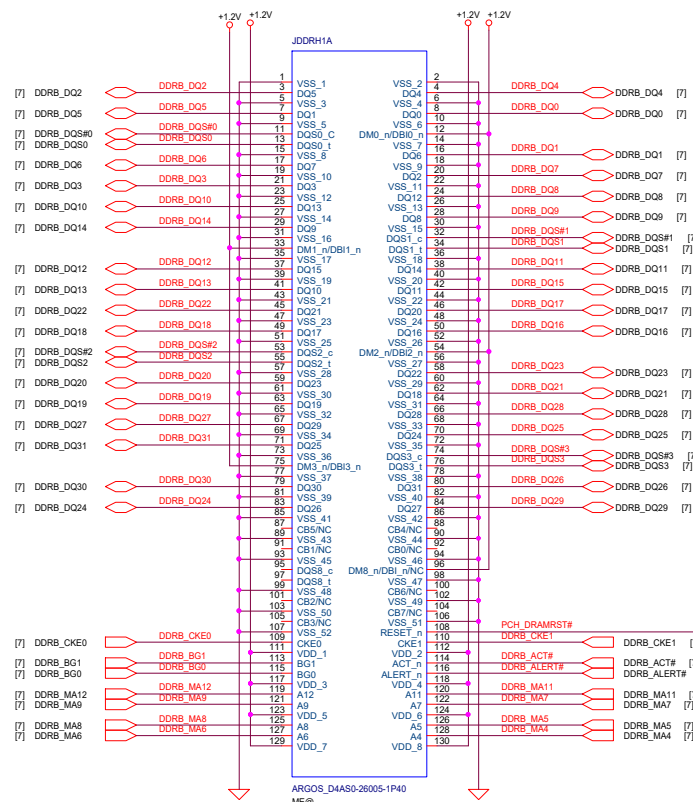 +1.2V +1.2V +1.2V +1.2V
JDDRH1A
1 VSS_1 VSS_2 2
[7] DDRB_DQ2 DDRB_DQ2 3 DQ5 DQ4 4 DDRB_DQ4 DDRB_DQ4 [7]
5 VSS_3 VSS_4 6
[7] DDRB_DQ5 DDRB_DQ5 7 DQ1 DQ0 8 DDRB_DQ0 DDRB_DQ0 [7]
9 VSS_5 VSS_6 10
[7] DDRB_DQS#0 DDRB_DQS#0 11 DQS0_C DM0_n/DBI0_n 12
[7] DDRB_DQS0 DDRB_DQS0 13 DQS0_t VSS_7 14
15 VSS_8 DQ6 16 DDRB_DQ1 DDRB_DQ1 [7]
[7] DDRB_DQ6 DDRB_DQ6 17 DQ7 VSS_9 18
19 VSS_10 DQ2 20 DDRB_DQ7 DDRB_DQ7 [7]
[7] DDRB_DQ3 DDRB_DQ3 21 DQ3 VSS_11 22
23 VSS_12 DQ12 24 DDRB_DQ8 DDRB_DQ8 [7]
[7] DDRB_DQ10 DDRB_DQ10 25 DQ13 VSS_13 26
27 VSS_14 DQ8 28 DDRB_DQ9 DDRB_DQ9 [7]
[7] DDRB_DQ14 DDRB_DQ14 29 DQ9 VSS_15 30
31 VSS_16 DQS1_c 32 DDRB_DQS#1 DDRB_DQS#1 [7
33 DM1_n/DBI1_n DQS1_t 34 DDRB_DQS1 DDRB_DQS1 [7]
35 VSS_17 VSS_18 36
[7] DDRB_DQ12 DDRB_DQ12 37 DQ15 DQ14 38 DDRB_DQ11 DDRB_DQ11 [7]
39 VSS_19 VSS_20 40
[7] DDRB_DQ13 DDRB_DQ13 41 DQ10 DQ11 42 DDRB_DQ15 DDRB_DQ15 [7]
43 VSS_21 VSS_22 44
[7] DDRB_DQ22 DDRB_DQ22 45 DQ21 DQ20 46 DDRB_DQ17 DDRB_DQ17 [7]
47 VSS_23 VSS_24 48
[7] DDRB_DQ18 DDRB_DQ18 49 DQ17 DQ16 50 DDRB_DQ16 DDRB_DQ16 [7]
51 VSS_25 VSS_26 52
[7] DDRB_DQS#2 DDRB_DQS#2 53 DQS2_c DM2_n/DBI2_n 54
[7] DDRB_DQS2 DDRB_DQS2 55 DQS2_t VSS_27 56
57 VSS_28 DQ22 58 DDRB_DQ23 DDRB_DQ23 [7]
[7] DDRB_DQ20 DDRB_DQ20 59 DQ23 VSS_29 60
61 VSS_30 DQ18 62 DDRB_DQ21 DDRB_DQ21 [7]
[7] DDRB_DQ19 DDRB_DQ19 63 DQ19 VSS_31 64
65 VSS_32 DQ28 66 DDRB_DQ28 DDRB_DQ28 [7]
[7] DDRB_DQ27 DDRB_DQ27 67 DQ29 VSS_33 68
69 VSS_34 DQ24 70 DDRB_DQ25 DDRB_DQ25 [7]
[7] DDRB_DQ31 DDRB_DQ31 71 DQ25 VSS_35 72
73 VSS_36 DQS3_c 74 DDRB_DQS#3 DDRB_DQS#3 [7
75 DM3_n/DBI3_n DQS3_t 76 DDRB_DQS3 DDRB_DQS3 [7]
77 VSS_37 VSS_38 78
[7] DDRB_DQ30 DDRB_DQ30 79 DQ30 DQ31 80 DDRB_DQ26 DDRB_DQ26 [7]
81 VSS_39 VSS_40 82
[7] DDRB_DQ24 DDRB_DQ24 83 DQ26 DQ27 84 DDRB_DQ29 DDRB_DQ29 [7]
85 VSS_41 VSS_42 86
87 CB5/NC CB4/NC 88
89 VSS_43 VSS_44 90
91 CB1/NC CB0/NC 92
93 VSS_45 VSS_46 94
95 DQS8_c DM8_n/DBI_n/NC 96
97 DQS8_t VSS_47 98
99 VSS_48 CB6/NC 100
101 CB2/NC VSS_49 102
103 VSS_50 CB7/NC 104
105 CB3/NC VSS_51 106
107 VSS_52 RESET_n 108 PCH_DRAMRST#
[7] DDRB_CKE0 DDRB_CKE0 109 CKE0 CKE1 110 DDRB_CKE1 DDRB_CKE1 [
111 VDD_1 VDD_2 112
[7] DDRB_BG1 DDRB_BG1 113 BG1 ACT_n 114 DDRB_ACT# DDRB_ACT# [
[7] DDRB_BG0 DDRB_BG0 115 BG0 ALERT_n 116 DDRB_ALERT# DDRB_ALERT#
117 VDD_3 VDD_4 118
[7] DDRB_MA12 DDRB_MA12 119 A12 A11 120 DDRB_MA11 DDRB_MA11 [7
[7] DDRB_MA9 DDRB_MA9 121 A9 A7 122 DDRB_MA7 DDRB_MA7 [7]
123 VDD_5 VDD_6 124
[7] DDRB_MA8 DDRB_MA8 125 A8 A5 126 DDRB_MA5 DDRB_MA5 [7]
[7] DDRB_MA6 DDRB_MA6 127 A6 A4 128 DDRB_MA4 DDRB_MA4 [7]
129 VDD_7 VDD_8 130
ARGOS_D4AS0-26005-1P40
ME@